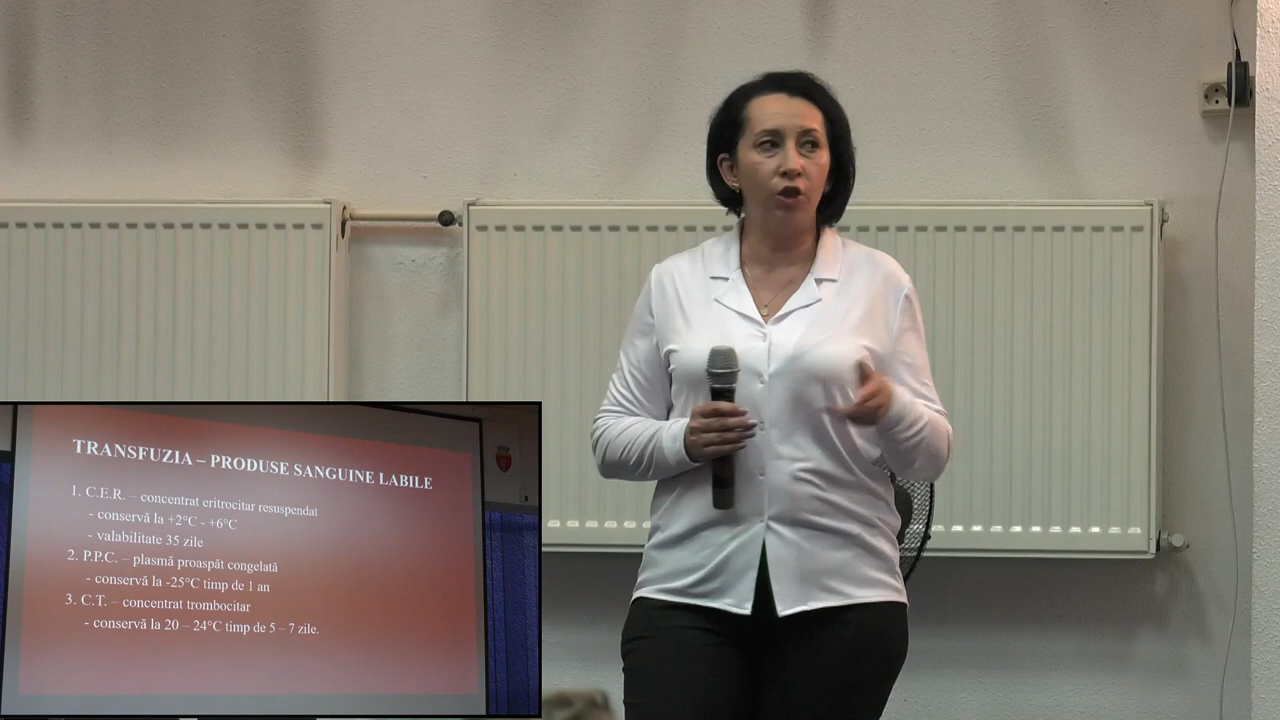 TRANSFUZIA – PRODUSE SANGUINE LABILE
1. C.E.R. – concentrat eritrocitar resuspendat
- conservă la +2°C - +6°C
- valabilitate 35 zile
2. P.P.C. – plasmă proaspăt congelată
- conservă la -25°C timp de 1 an
3. C.T. – concentrat trombocitar
- conservă la 20 – 24°C timp de 5 – 7 zile.